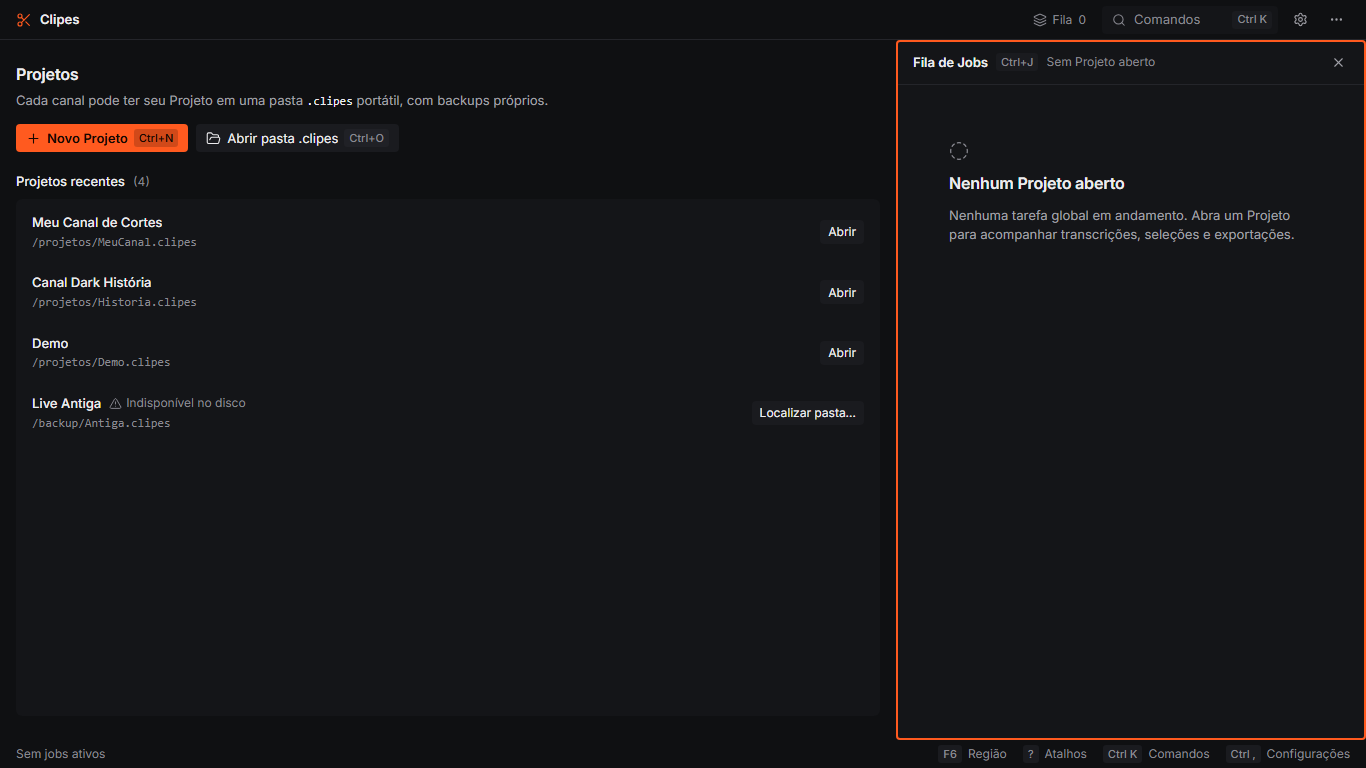 Clipes
Fila 0
Comandos Ctrl K
Projetos
Cada canal pode ter seu Projeto em uma pasta .clipes portátil, com backups próprios.
Novo Projeto Ctrl+N
Abrir pasta .clipes Ctrl+O
Projetos recentes (4)
Meu Canal de Cortes
/projetos/MeuCanal.clipes
Abrir
Canal Dark História
/projetos/Historia.clipes
Abrir
Demo
/projetos/Demo.clipes
Abrir
Live Antiga Indisponível no disco
/backup/Antiga.clipes
Localizar pasta...
Fila de Jobs Ctrl+J Sem Projeto aberto
Nenhum Projeto aberto
Nenhuma tarefa global em andamento. Abra um Projeto
para acompanhar transcrições, seleções e exportações.
Sem jobs ativos
F6 Região ? Atalhos Ctrl K Comandos Ctrl , Configurações